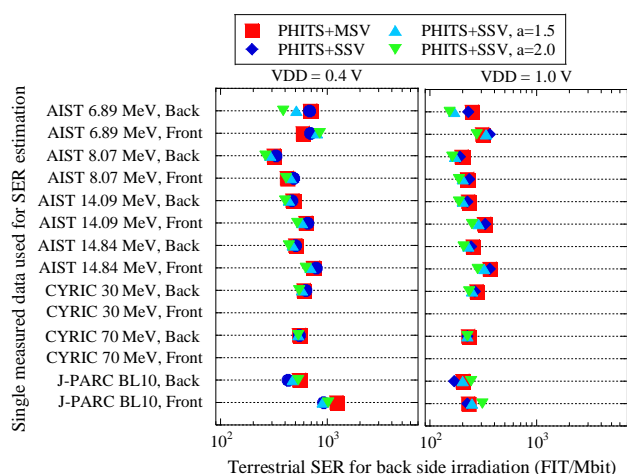 PHITS+MSV
PHITS+SSV, a=1.5
PHITS+SSV
PHITS+SSV, a=2.0
VDD = 0.4 V
VDD = 1.0 V
Single measured data used for SER estimation
AIST 6.89 MeV, Back
AIST 6.89 MeV, Front
AIST 8.07 MeV, Back
AIST 8.07 MeV, Front
AIST 14.09 MeV, Back
AIST 14.09 MeV, Front
AIST 14.84 MeV, Back
AIST 14.84 MeV, Front
CYRIC 30 MeV, Back
CYRIC 30 MeV, Front
CYRIC 70 MeV, Back
CYRIC 70 MeV, Front
J-PARC BL10, Back
J-PARC BL10, Front
10² 10³ 10² 10³
Terrestrial SER for back side irradiation (FIT/Mbit)